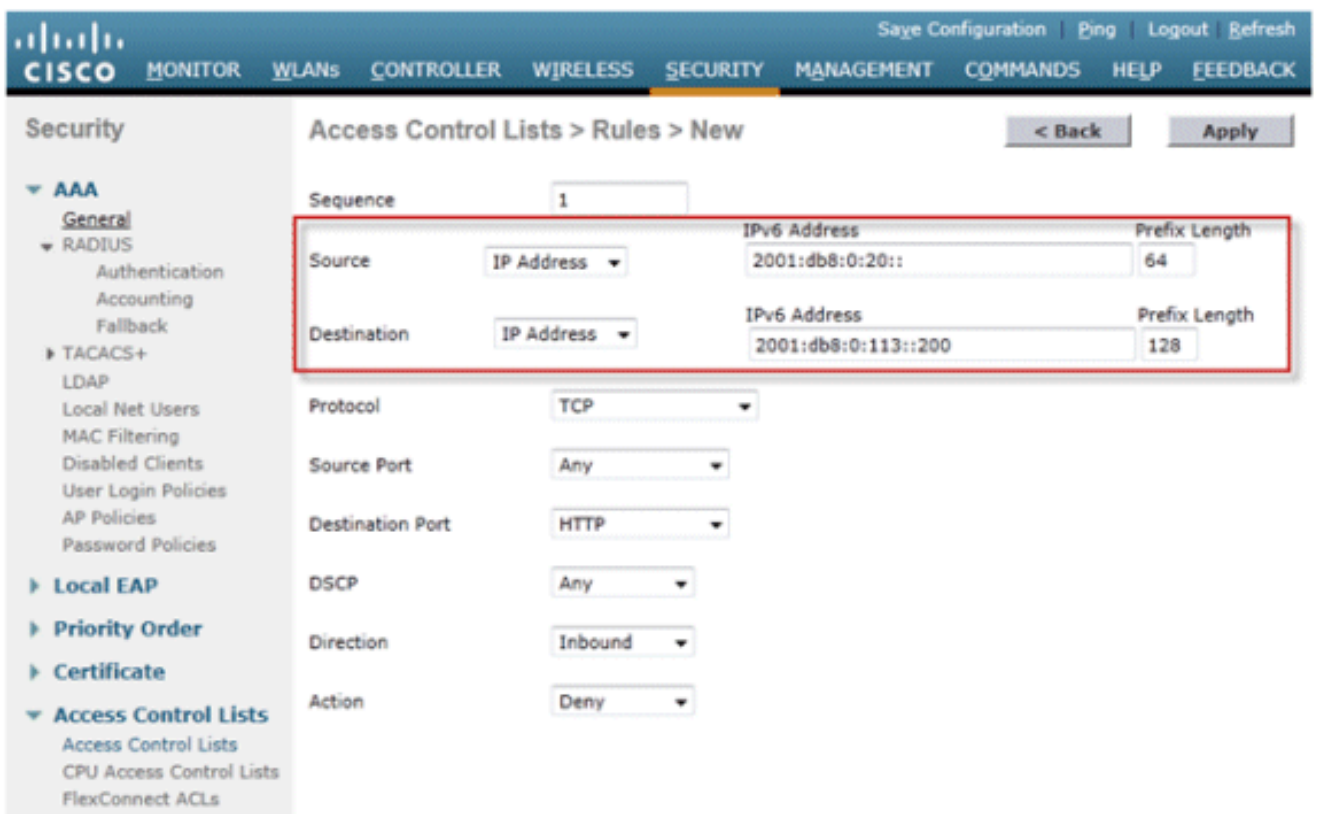 Save Configuration | Ping | Logout | Refresh
CISCO MONITOR WLANs CONTROLLER WIRELESS SECURITY MANAGEMENT COMMANDS HELP FEEDBACK
Security
Access Control Lists > Rules > New
< Back
Apply
AAA
General
RADIUS
Authentication
Accounting
Fallback
TACACS+
LDAP
Local Net Users
MAC Filtering
Disabled Clients
User Login Policies
AP Policies
Password Policies
Local EAP
Priority Order
Certificate
Access Control Lists
Access Control Lists
CPU Access Control Lists
FlexConnect ACLs
Sequence 1
IPv6 Address Prefix Length
Source IP Address 2001:db8:0:20:: 64
IPv6 Address Prefix Length
Destination IP Address 2001:db8:0:113::200 128
Protocol TCP
Source Port Any
Destination Port HTTP
DSCP Any
Direction Inbound
Action Deny